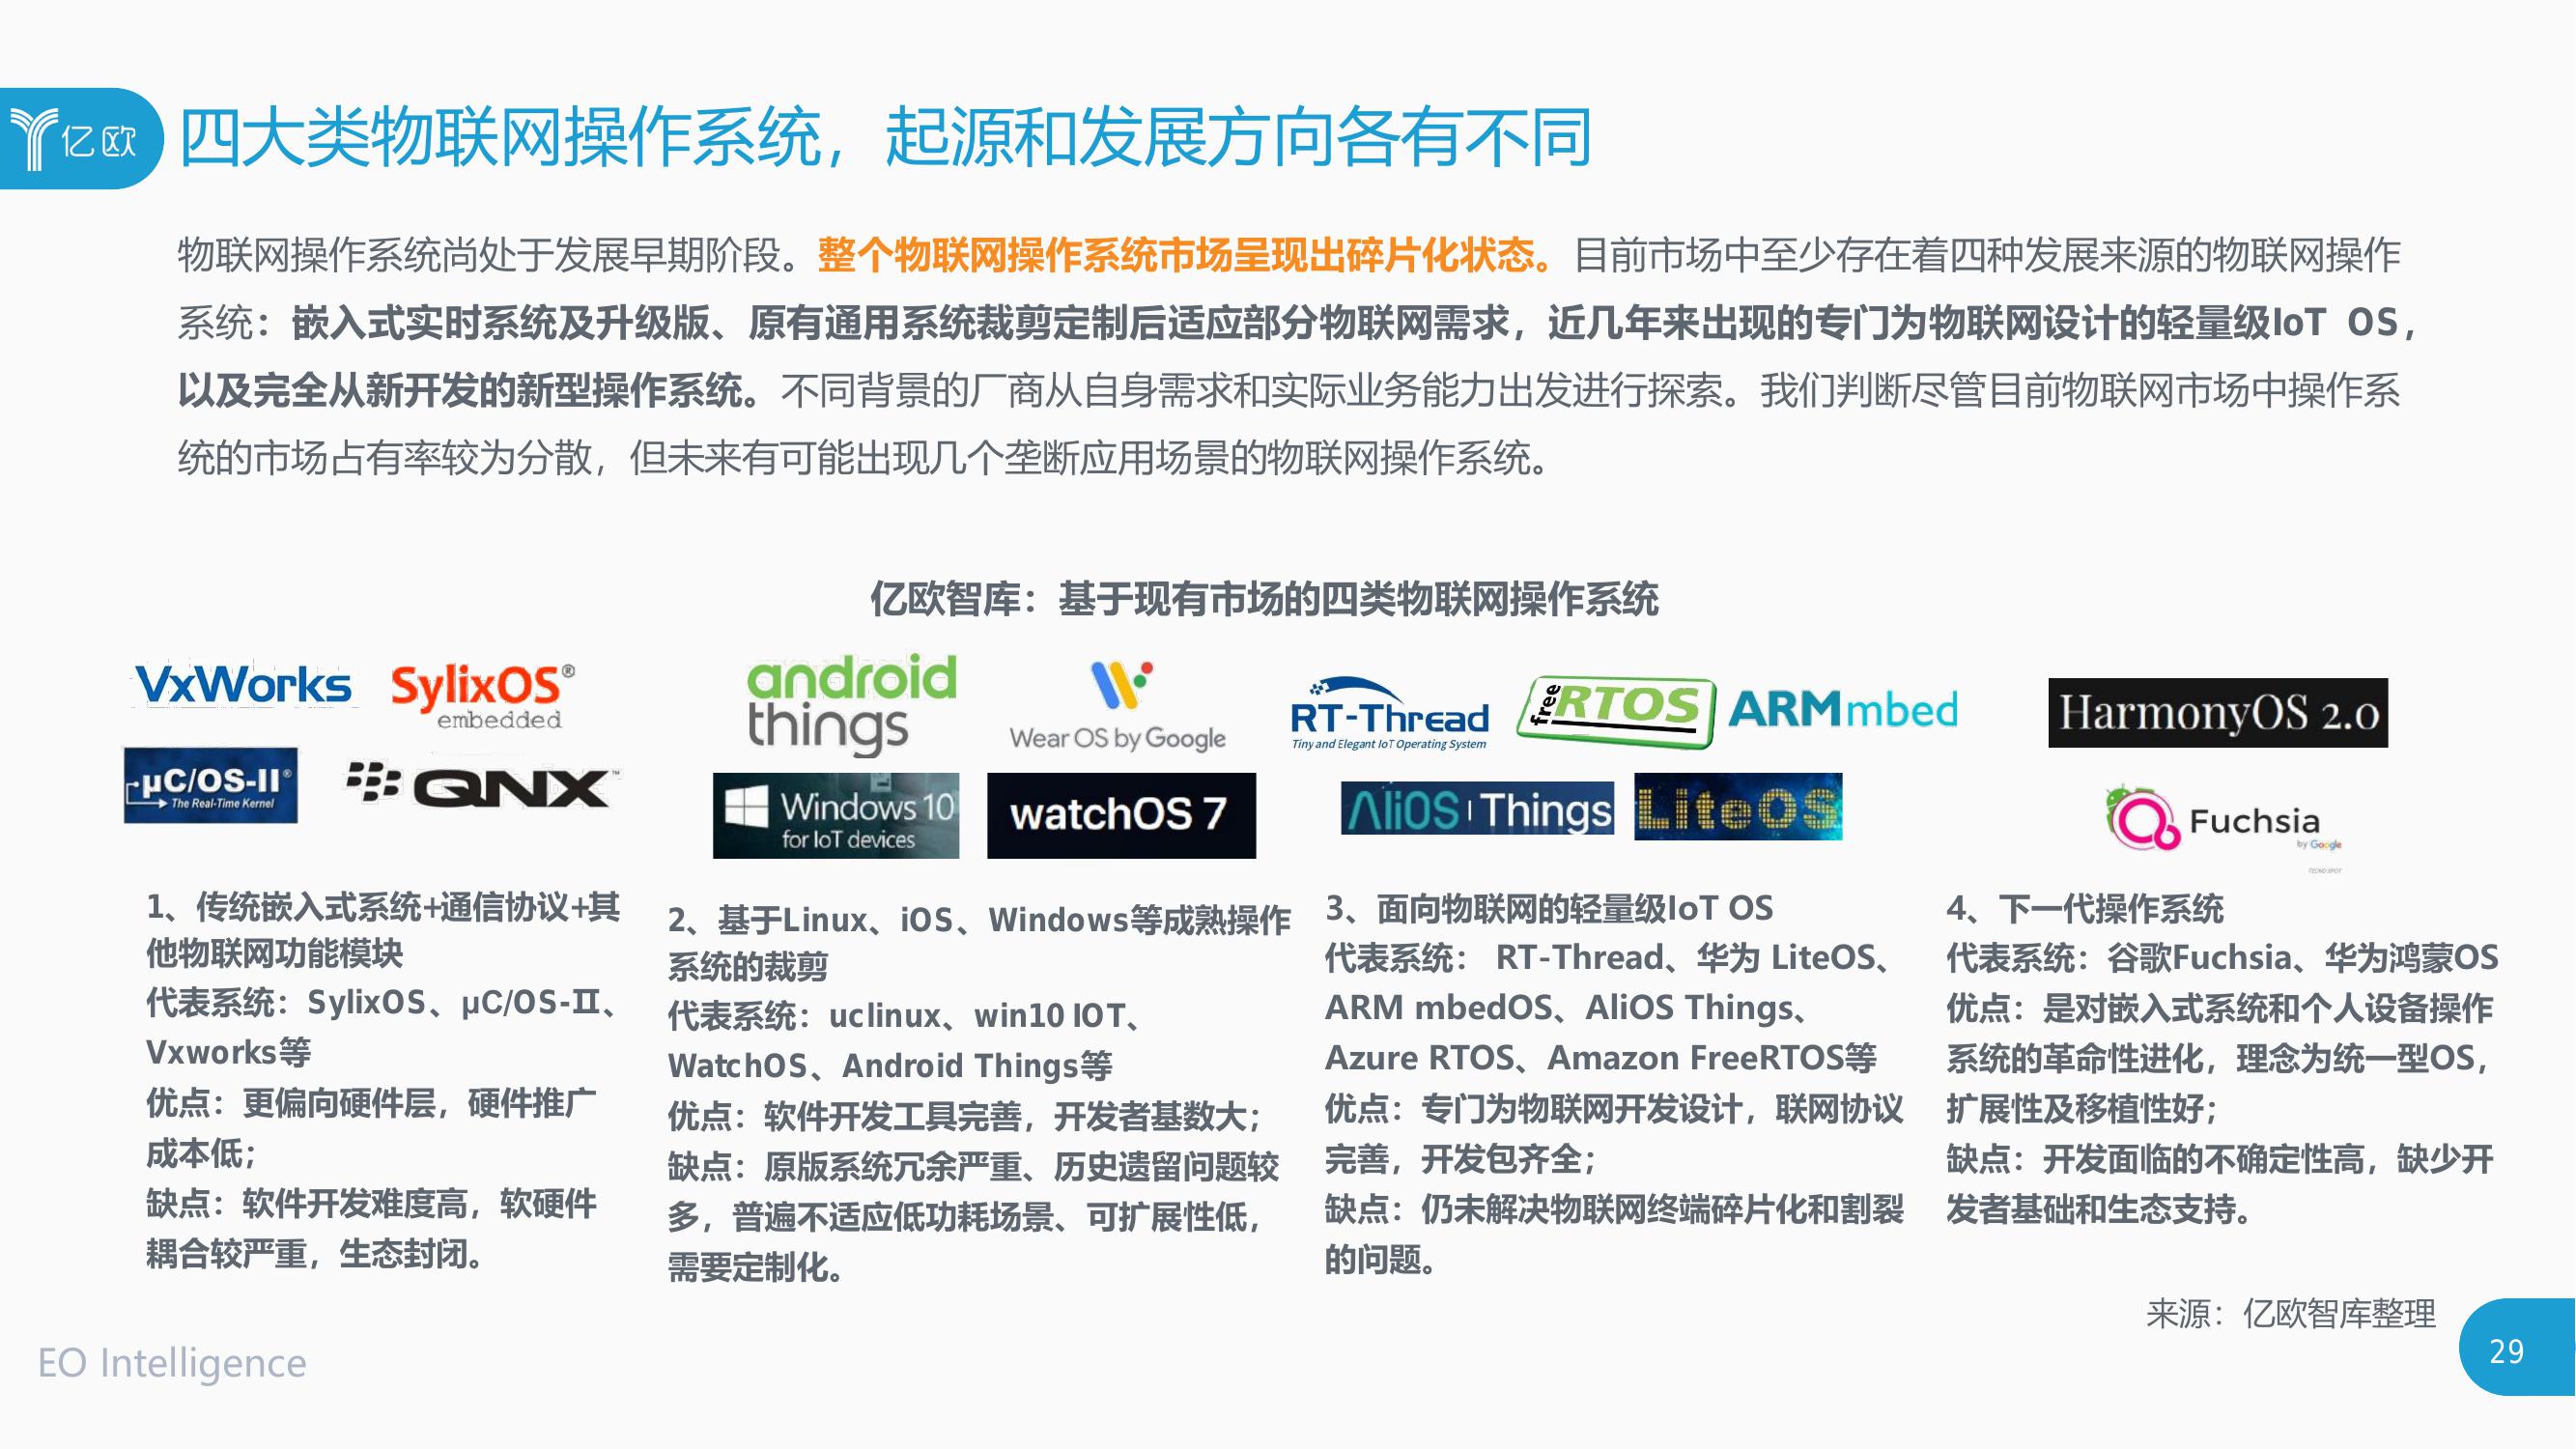 亿欧
四大类物联网操作系统，起源和发展方向各有不同
物联网操作系统尚处于发展早期阶段。整个物联网操作系统市场呈现出碎片化状态。目前市场中至少存在着四种发展来源的物联网操作
系统：嵌入式实时系统及升级版、原有通用系统裁剪定制后适应部分物联网需求，近几年来出现的专门为物联网设计的轻量级IoT OS，
以及完全从新开发的新型操作系统。不同背景的厂商从自身需求和实际业务能力出发进行探索。我们判断尽管目前物联网市场中操作系
统的市场占有率较为分散，但未来有可能出现几个垄断应用场景的物联网操作系统。
亿欧智库：基于现有市场的四类物联网操作系统
VxWorks
SylixOS®
embedded
μC/OS-II®
The Real-Time Kernel
QNX™
android
things
Wear OS by Google
Windows 10
for IoT devices
watchOS 7
RT-Thread
Tiny and Elegant IoT Operating System
free RTOS
ARMmbed
AliOS Things
LiteOS
HarmonyOS 2.0
Fuchsia
by Google
TECNO SPOT
1、传统嵌入式系统+通信协议+其
他物联网功能模块
代表系统：SylixOS、μC/OS-Ⅱ、
Vxworks等
优点：更偏向硬件层，硬件推广
成本低；
缺点：软件开发难度高，软硬件
耦合较严重，生态封闭。
2、基于Linux、iOS、Windows等成熟操作
系统的裁剪
代表系统：uclinux、win10 IOT、
WatchOS、Android Things等
优点：软件开发工具完善，开发者基数大；
缺点：原版系统冗余严重、历史遗留问题较
多，普遍不适应低功耗场景、可扩展性低，
需要定制化。
3、面向物联网的轻量级IoT OS
代表系统： RT-Thread、华为 LiteOS、
ARM mbedOS、AliOS Things、
Azure RTOS、Amazon FreeRTOS等
优点：专门为物联网开发设计，联网协议
完善，开发包齐全；
缺点：仍未解决物联网终端碎片化和割裂
的问题。
4、下一代操作系统
代表系统：谷歌Fuchsia、华为鸿蒙OS
优点：是对嵌入式系统和个人设备操作
系统的革命性进化，理念为统一型OS，
扩展性及移植性好；
缺点：开发面临的不确定性高，缺少开
发者基础和生态支持。
来源：亿欧智库整理
EO Intelligence
29